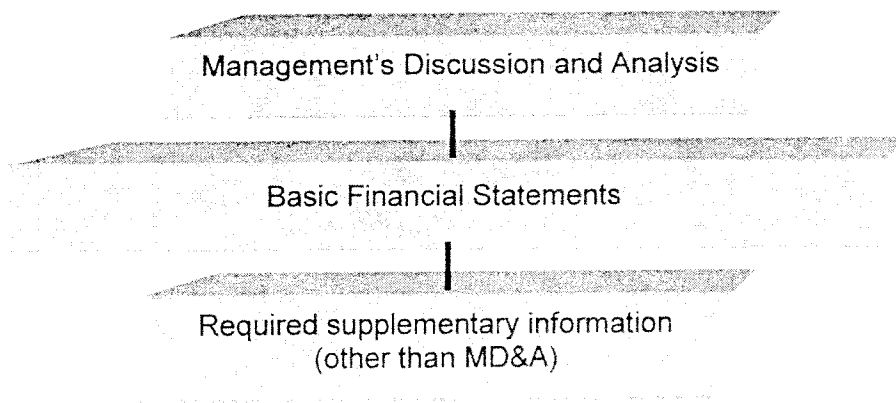 Management's Discussion and Analysis
Basic Financial Statements
Required supplementary information
(other than MD&A)